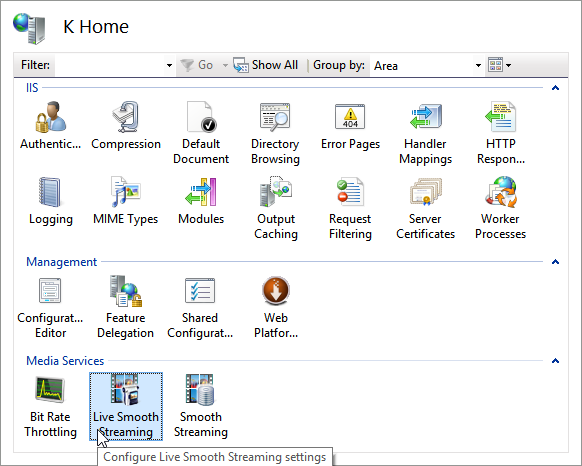 K Home
Filter: Go Show All Group by: Area
IIS
Authentic... Compression Default Document Directory Browsing Error Pages Handler Mappings HTTP Respon...
404
Logging MIME Types Modules Output Caching Request Filtering Server Certificates Worker Processes
Management
Configurat... Editor Feature Delegation Shared Configurat... Web Platfor...
Media Services
Bit Rate Throttling Live Smooth Streaming Smooth Streaming
Configure Live Smooth Streaming settings